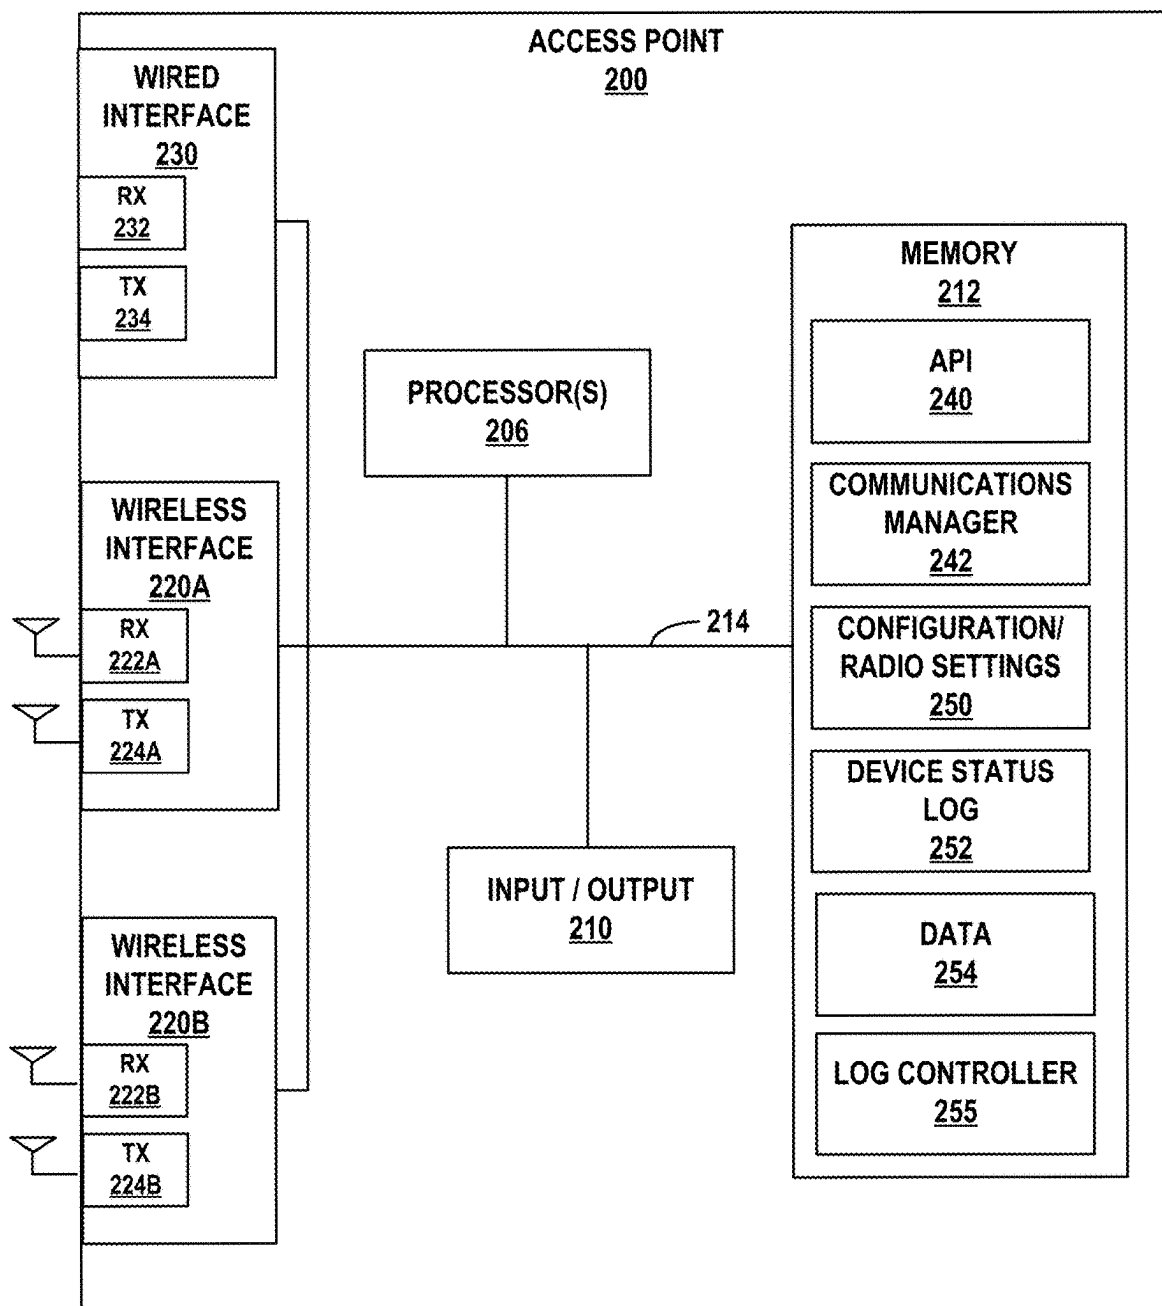 ACCESS POINT
200
WIRED
INTERFACE
230
RX
232
TX
234
PROCESSOR(S)
206
WIRELESS
INTERFACE
220A
RX
222A
TX
224A
214
INPUT / OUTPUT
210
WIRELESS
INTERFACE
220B
RX
222B
TX
224B
MEMORY
212
API
240
COMMUNICATIONS
MANAGER
242
CONFIGURATION/
RADIO SETTINGS
250
DEVICE STATUS
LOG
252
DATA
254
LOG CONTROLLER
255